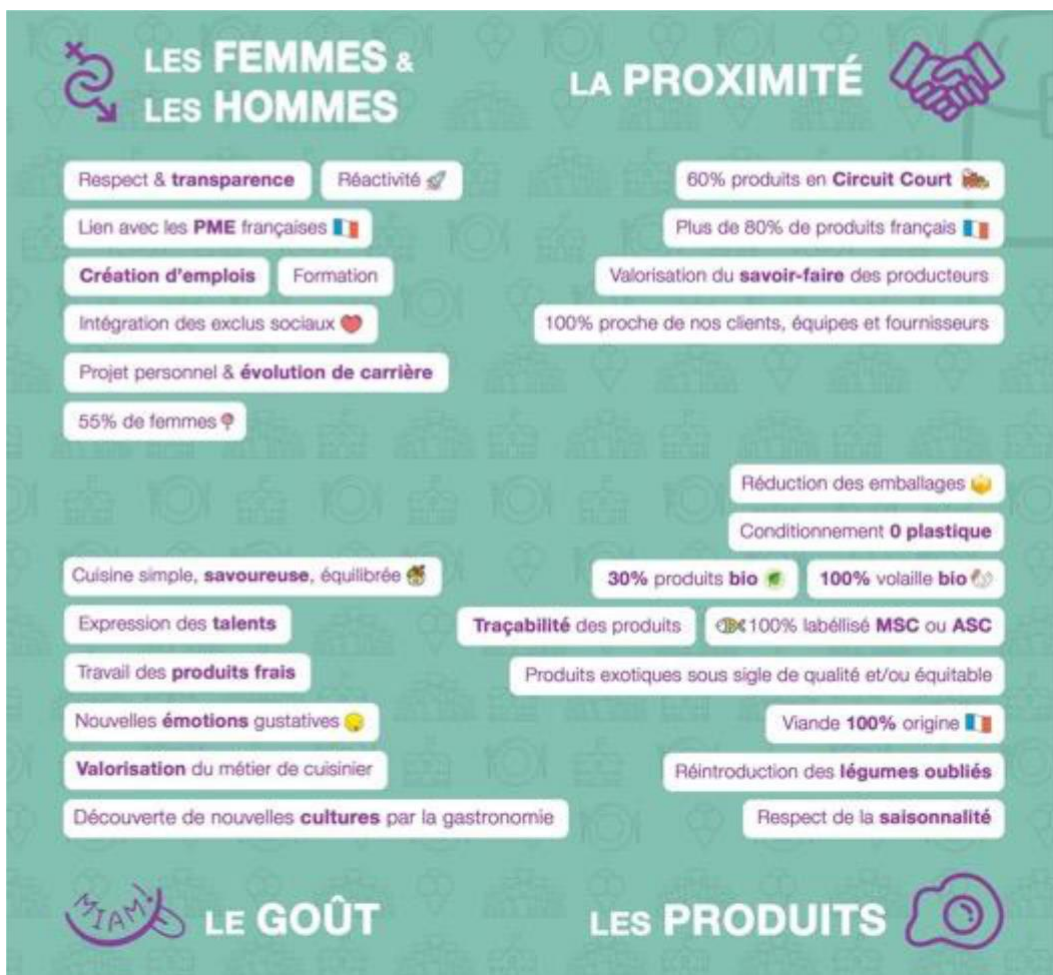 LES FEMMES &
LES HOMMES
Respect & transparence
Réactivité
Lien avec les PME françaises
Création d'emplois
Formation
Intégration des exclus sociaux
Projet personnel & évolution de carrière
55% de femmes
LA PROXIMITÉ
60% produits en Circuit Court
Plus de 80% de produits français
Valorisation du savoir-faire des producteurs
100% proche de nos clients, équipes et fournisseurs
Cuisine simple, savoureuse, équilibrée
Expression des talents
Travail des produits frais
Nouvelles émotions gustatives
Valorisation du métier de cuisinier
Découverte de nouvelles cultures par la gastronomie
MIAM!
LE GOÛT
Réduction des emballages
Conditionnement 0 plastique
30% produits bio
100% volaille bio
Traçabilité des produits
100% labéllisé MSC ou ASC
Produits exotiques sous sigle de qualité et/ou équitable
Viande 100% origine
Réintroduction des légumes oubliés
Respect de la saisonnalité
LES PRODUITS